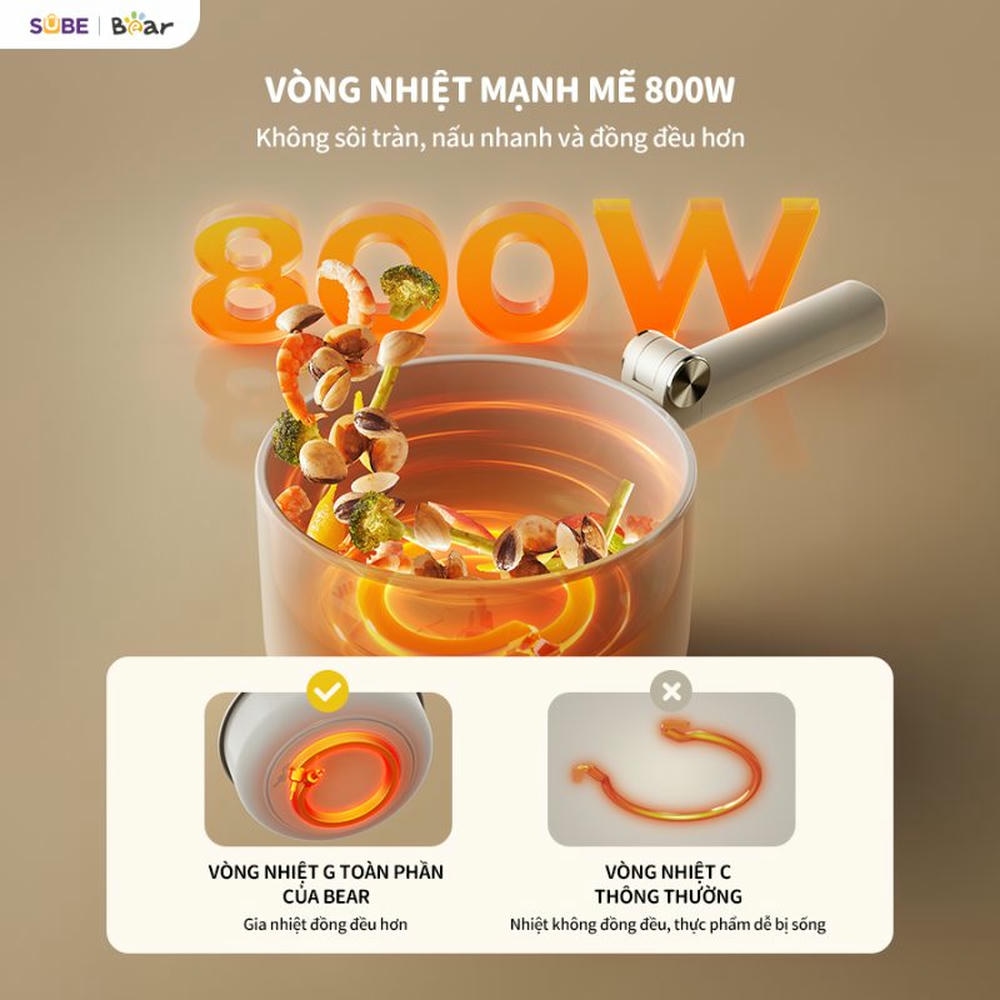 SUBE | Bear
VÒNG NHIỆT MẠNH MẼ 800W
Không sôi tràn, nấu nhanh và đồng đều hơn
800W
VÒNG NHIỆT G TOÀN PHẦN
CỦA BEAR
Gia nhiệt đồng đều hơn
VÒNG NHIỆT C
THÔNG THƯỜNG
Nhiệt không đồng đều, thực phẩm dễ bị sống